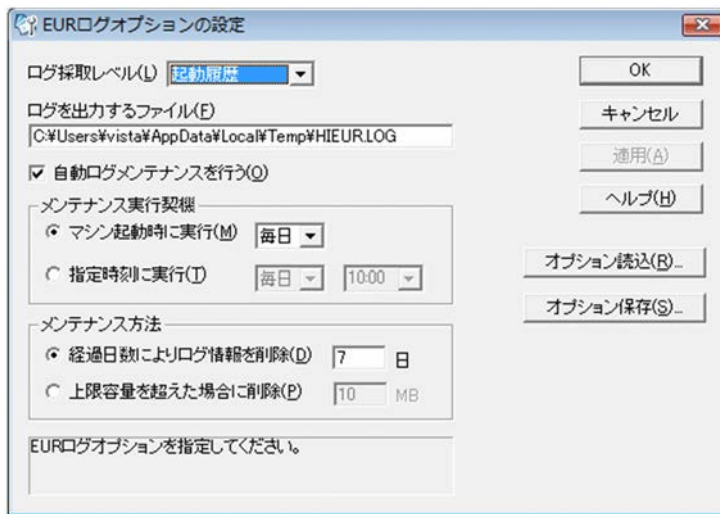 EURログオプションの設定
ログ採取レベル(L) 起動履歴
OK
ログを出力するファイル(F)
C:¥Users¥vista¥AppData¥Local¥Temp¥HIEUR.LOG
キャンセル
適用(A)
自動ログメンテナンスを行う(O)
ヘルプ(H)
メンテナンス実行契機
マシン起動時に実行(M) 毎日
指定時刻に実行(T) 毎日 10:00
オプション読込(R)...
オプション保存(S)...
メンテナンス方法
経過日数によりログ情報を削除(D) 7 日
上限容量を超えた場合に削除(P) 10 MB
EURログオプションを指定してください。